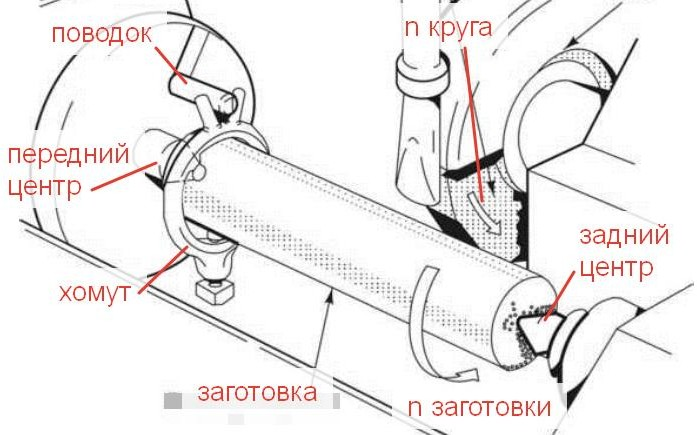 поводок
n круга
передний
центр
задний
центр
хомут
заготовка
n заготовки